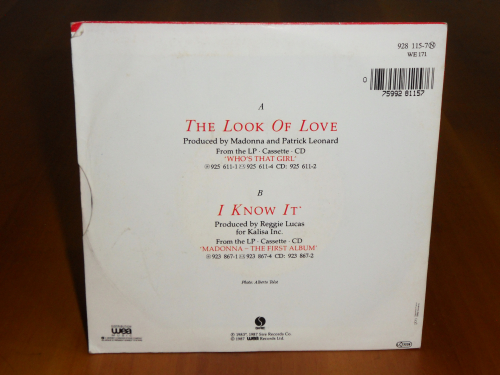 928 115-7
WE 171
0
75992 81157
A
THE LOOK OF LOVE
Produced by Madonna and Patrick Leonard
From the LP · Cassette · CD
"WHO'S THAT GIRL"
925 611-1 925 611-4 CD: 925 611-2
B
I KNOW IT*
Produced by Reggie Lucas
for Kalisa Inc.
From the LP · Cassette · CD
"MADONNA – THE FIRST ALBUM"
923 867-1 923 867-4 CD: 925 867-2
Photo: Alberto Tolot
wea
SIRE
℗ 1983*, 1987 Sire Records Co.
© 1987 wea Records Ltd.